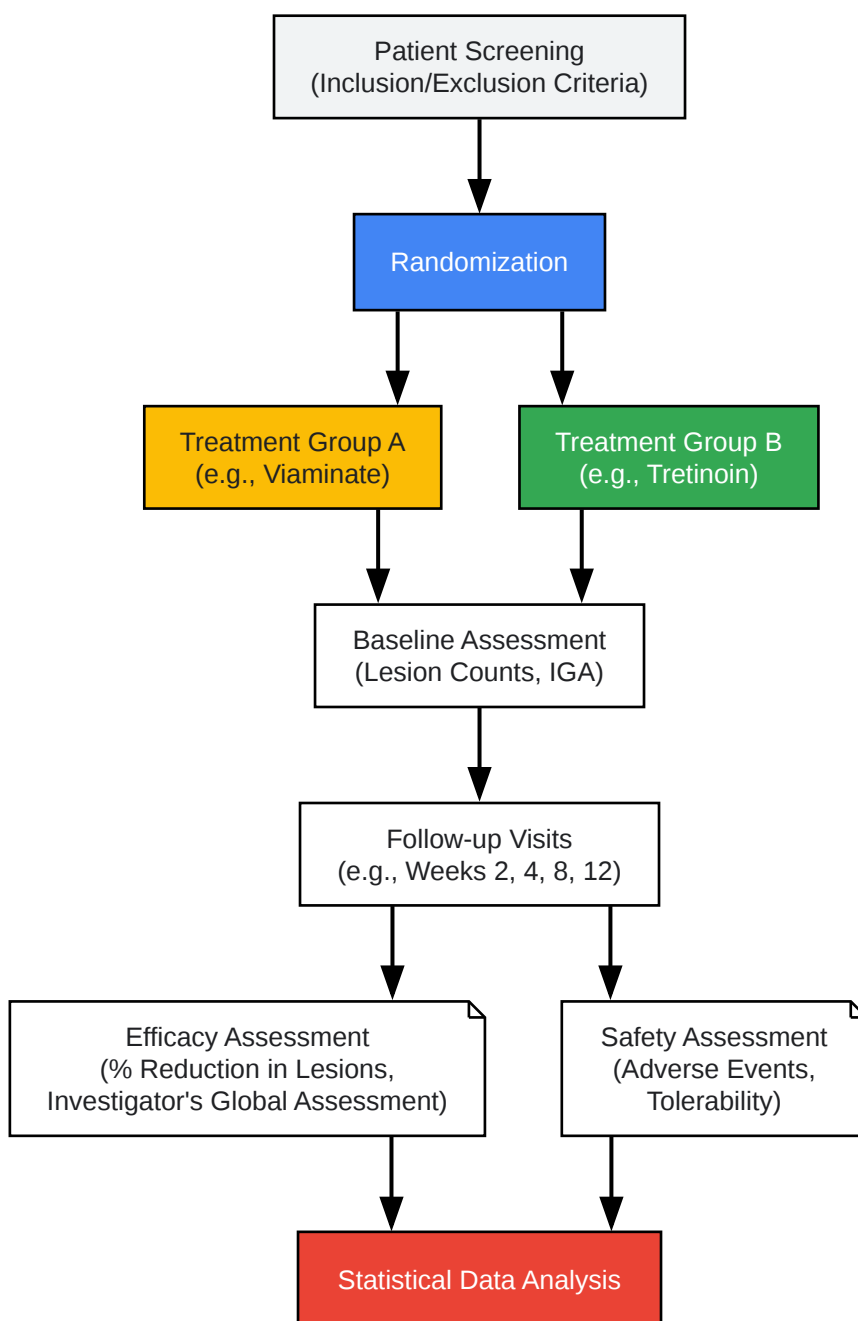 Patient Screening
(Inclusion/Exclusion Criteria)
Randomization
Treatment Group A
(e.g., Viaminate)
Treatment Group B
(e.g., Tretinoin)
Baseline Assessment
(Lesion Counts, IGA)
Follow-up Visits
(e.g., Weeks 2, 4, 8, 12)
Efficacy Assessment
(% Reduction in Lesions,
Investigator's Global Assessment)
Safety Assessment
(Adverse Events,
Tolerability)
Statistical Data Analysis